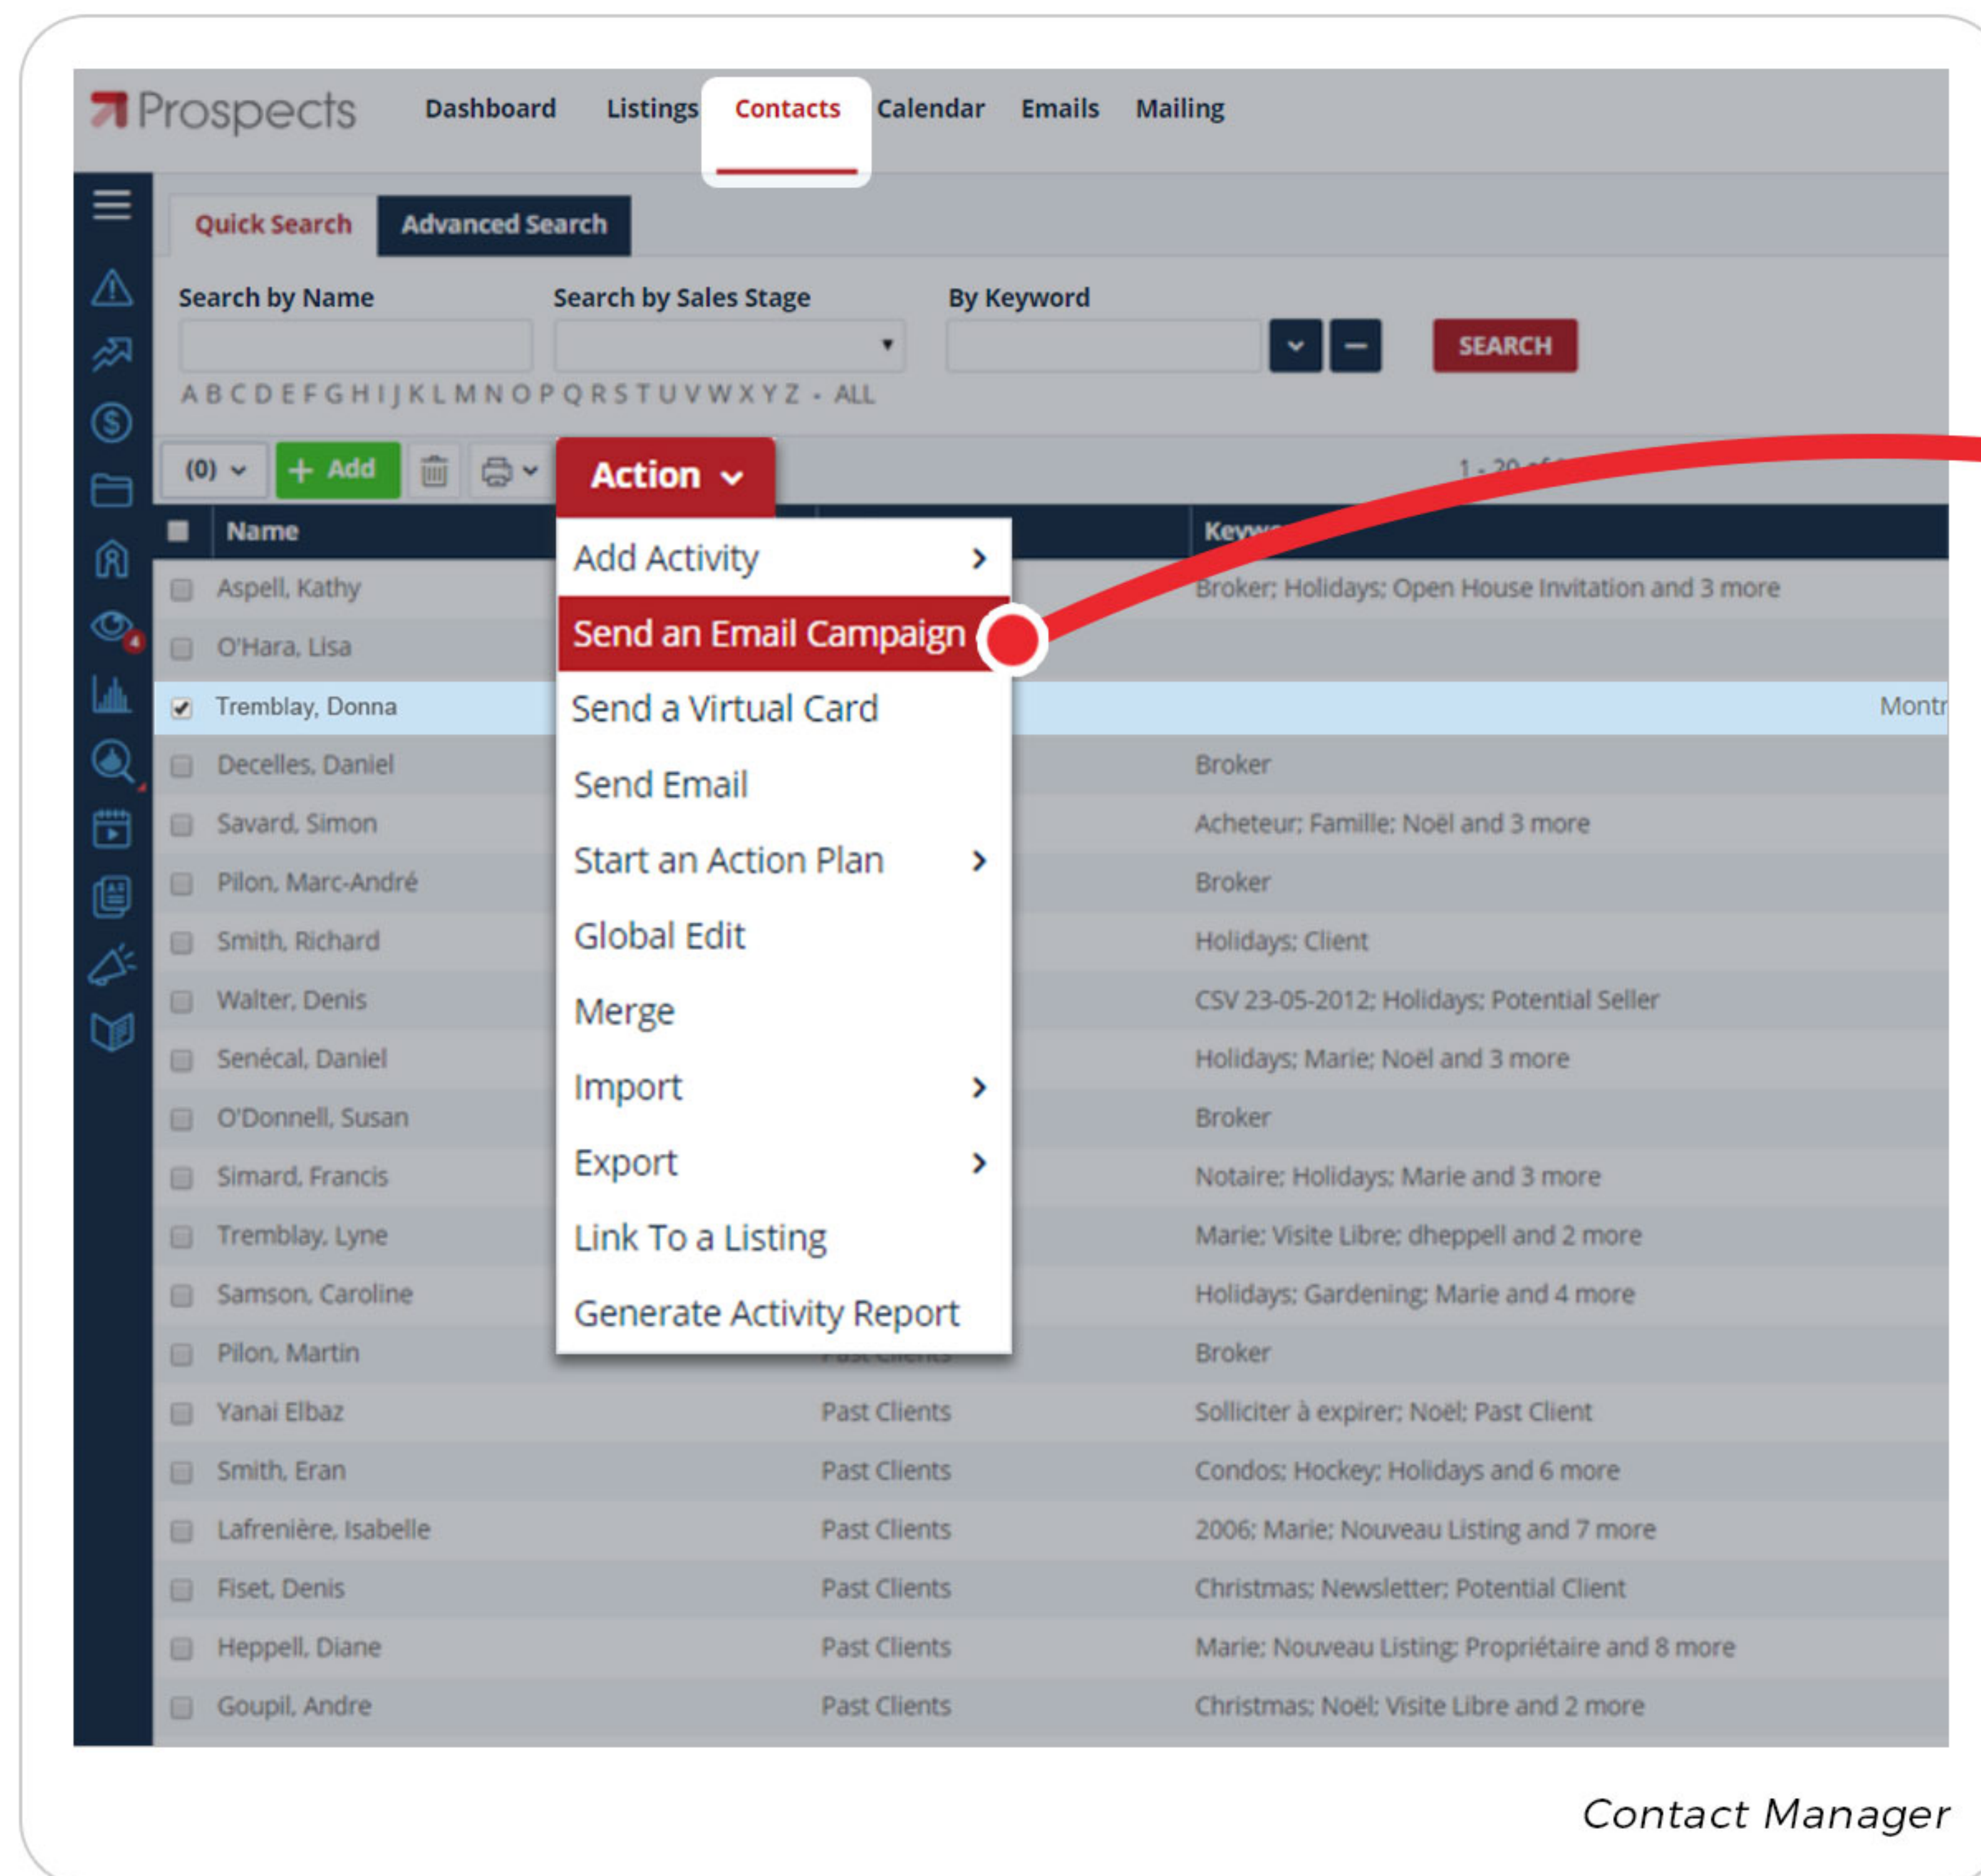 Prospects Dashboard Listings Contacts Calendar Emails Mailing
Quick Search Advanced Search
Search by Name Search by Sales Stage By Keyword
SEARCH
A B C D E F G H I J K L M N O P Q R S T U V W X Y Z - ALL
(0) + Add Action 1 - 20 of
Name
Aspell, Kathy Broker; Holidays; Open House Invitation and 3 more
O'Hara, Lisa
4
Tremblay, Donna Montr
Decelles, Daniel Broker
Savard, Simon Acheteur; Famille; Noël and 3 more
Pilon, Marc-André Broker
Smith, Richard Holidays; Client
Walter, Denis CSV 23-05-2012; Holidays; Potential Seller
Senécal, Daniel Holidays; Marie; Noël and 3 more
O'Donnell, Susan Broker
Simard, Francis Notaire; Holidays; Marie and 3 more
Tremblay, Lyne Marie; Visite Libre; dheppell and 2 more
Samson, Caroline Holidays; Gardening; Marie and 4 more
Pilon, Martin Past Clients Broker
Yanai Elbaz Past Clients Solliciter à expirer; Noël; Past Client
Smith, Eran Past Clients Condos; Hockey; Holidays and 6 more
Lafrenière, Isabelle Past Clients 2006; Marie; Nouveau Listing and 7 more
Fiset, Denis Past Clients Christmas; Newsletter; Potential Client
Heppell, Diane Past Clients Marie; Nouveau Listing; Propriétaire and 8 more
Goupil, Andre Past Clients Christmas; Noël; Visite Libre and 2 more
Add Activity
Send an Email Campaign
Send a Virtual Card
Send Email
Start an Action Plan
Global Edit
Merge
Import
Export
Link To a Listing
Generate Activity Report
Contact Manager